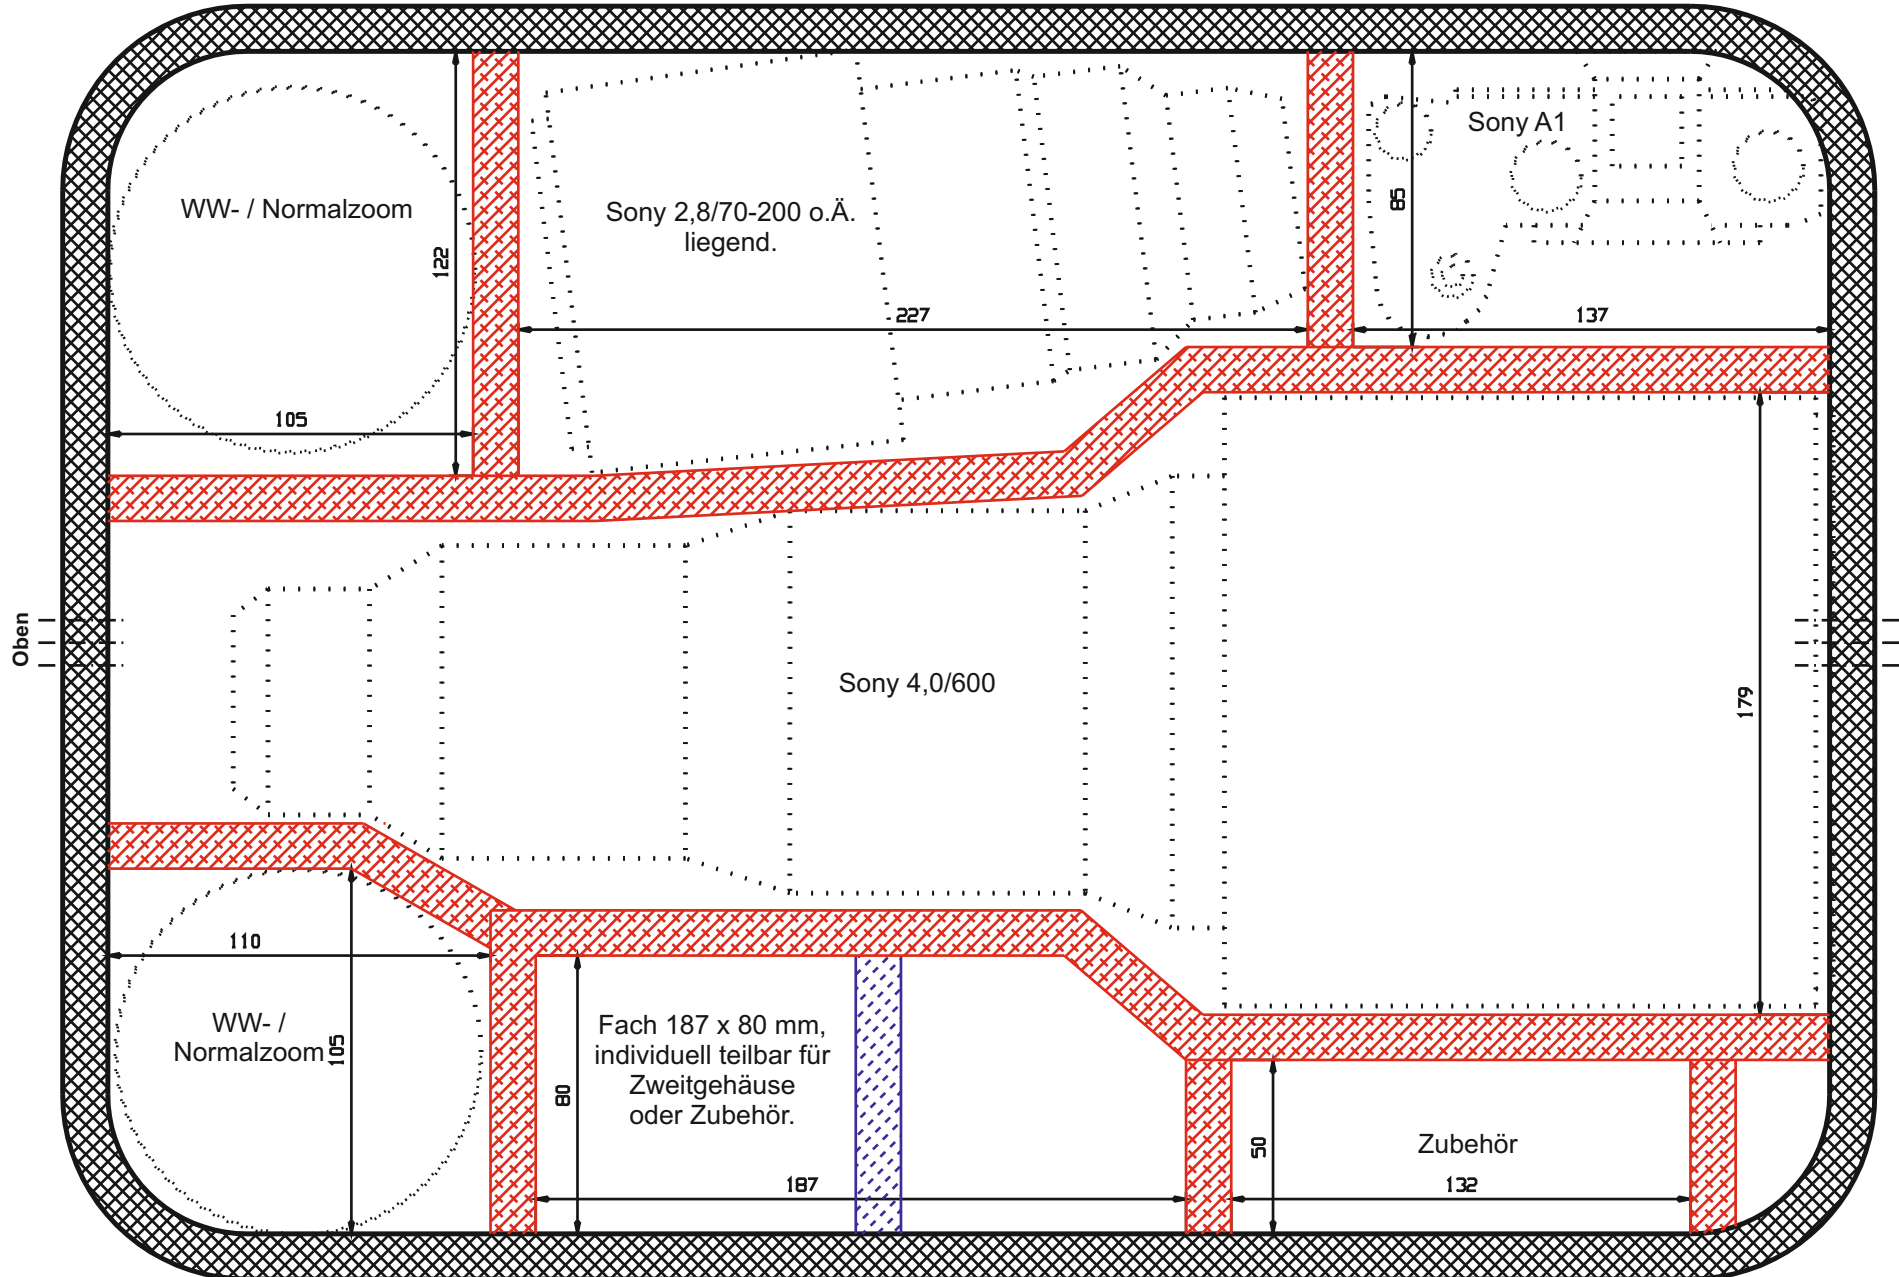 WW- / Normalzoom
122
105
Sony 2,8/70-200 o.Ä.
liegend.
227
Sony A1
85
137
Oben
Sony 4,0/600
179
110
WW- /
Normalzoom
105
Fach 187 x 80 mm,
individuell teilbar für
Zweitgehäuse
oder Zubehör.
80
187
50
Zubehör
132